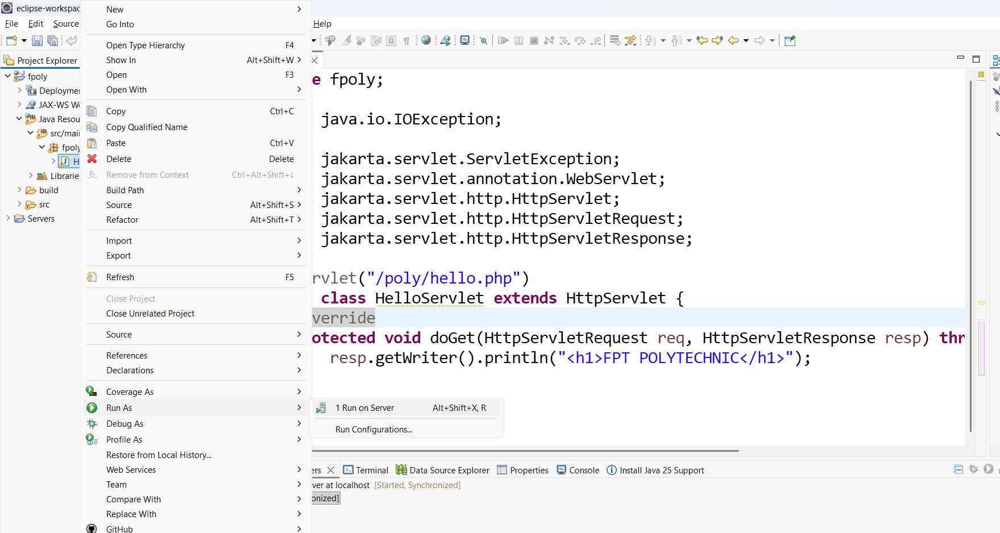 eclipse-workspac
File Edit Source Help
Project Explorer
fpoly
Deployme
JAX-WS W
Java Resou
src/mai
fpoly
H
Librarie
build
src
Servers
New
Go Into
Open Type Hierarchy F4
Show In Alt+Shift+W
Open F3
Open With
Copy Ctrl+C
Copy Qualified Name
Paste Ctrl+V
Delete Delete
Remove from Context Ctrl+Alt+Shift+↓
Build Path
Source Alt+Shift+S
Refactor Alt+Shift+T
Import
Export
Refresh F5
Close Project
Close Unrelated Project
Source
References
Declarations
Coverage As
Run As
Debug As
Profile As
Restore from Local History...
Web Services
Team
Compare With
Replace With
GitHub
1 Run on Server Alt+Shift+X, R
Run Configurations...
e fpoly;
java.io.IOException;
jakarta.servlet.ServletException;
jakarta.servlet.annotation.WebServlet;
jakarta.servlet.http.HttpServlet;
jakarta.servlet.http.HttpServletRequest;
jakarta.servlet.http.HttpServletResponse;
rvlet("/poly/hello.php")
class HelloServlet extends HttpServlet {
verride
otected void doGet(HttpServletRequest req, HttpServletResponse resp) thr
resp.getWriter().println("<h1>FPT POLYTECHNIC</h1>");
ers Terminal Data Source Explorer Properties Console Install Java 25 Support
ver at localhost [Started, Synchronized]
onized]